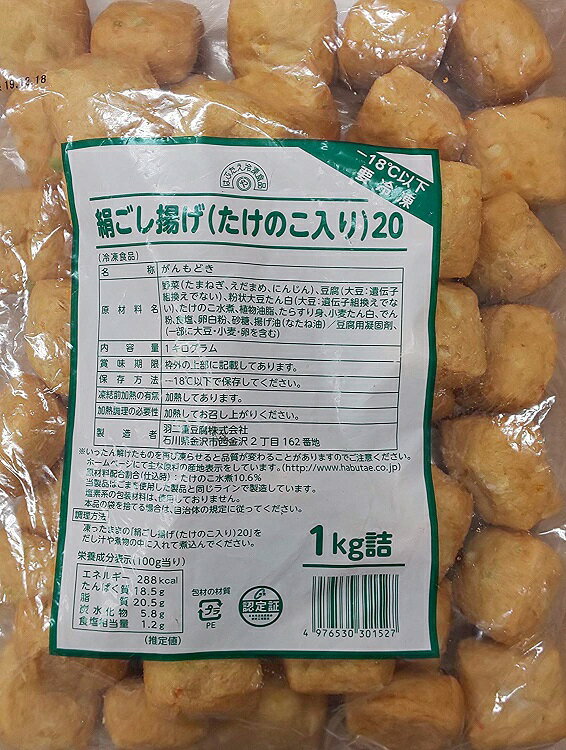 19.12.18
−18℃以下
要冷凍
はぶたえ冷凍食品
絹ごし揚げ(たけのこ入り)20
(冷凍食品)
名称 がんもどき
原材料名 野菜(たまねぎ、えだまめ、にんじん)、豆腐(大豆:遺伝子
組換えでない)、粉状大豆たん白(大豆:遺伝子組換えでな
い)、たけのこ水煮、植物油脂、たらすり身、小麦たん白、でん
粉、食塩、卵白粉、砂糖、揚げ油(なたね油)/豆腐用凝固剤、
(一部に大豆・小麦・卵を含む)
内容量 1キログラム
賞味期限 枠外の上部に記載してあります。
保存方法 −18℃以下で保存してください。
凍結前加熱の有無 加熱してあります。
加熱調理の必要性 加熱してお召し上がりください。
製造者 羽二重豆腐株式会社
石川県金沢市西金沢2丁目162番地
※いったん解けたものを再び凍らせると品質が変わることがありますのでご注意ください。
ホームページにて主な原料の産地表示をしています。(http://www.habutae.co.jp)
原材料配合割合(仕込時):たけのこ水煮10.6%
当製品はごまを使用した製品と同じラインで製造しています。
塩素系の包装材料は、使用しておりません。
本品の袋を捨てる場合は、自治体の規定に従ってください。
調理方法
凍ったままの「絹ごし揚げ(たけのこ入り)20」を
だし汁や煮物の中に入れて煮込んでください。
1kg詰
栄養成分表示(100g当り)
エネルギー 288kcal
たんぱく質 18.5g
脂質 20.5g
炭水化物 5.8g
食塩相当量 1.2g
(推定値)
包材の材質
プラ
PE
認定証
4 976530 301527